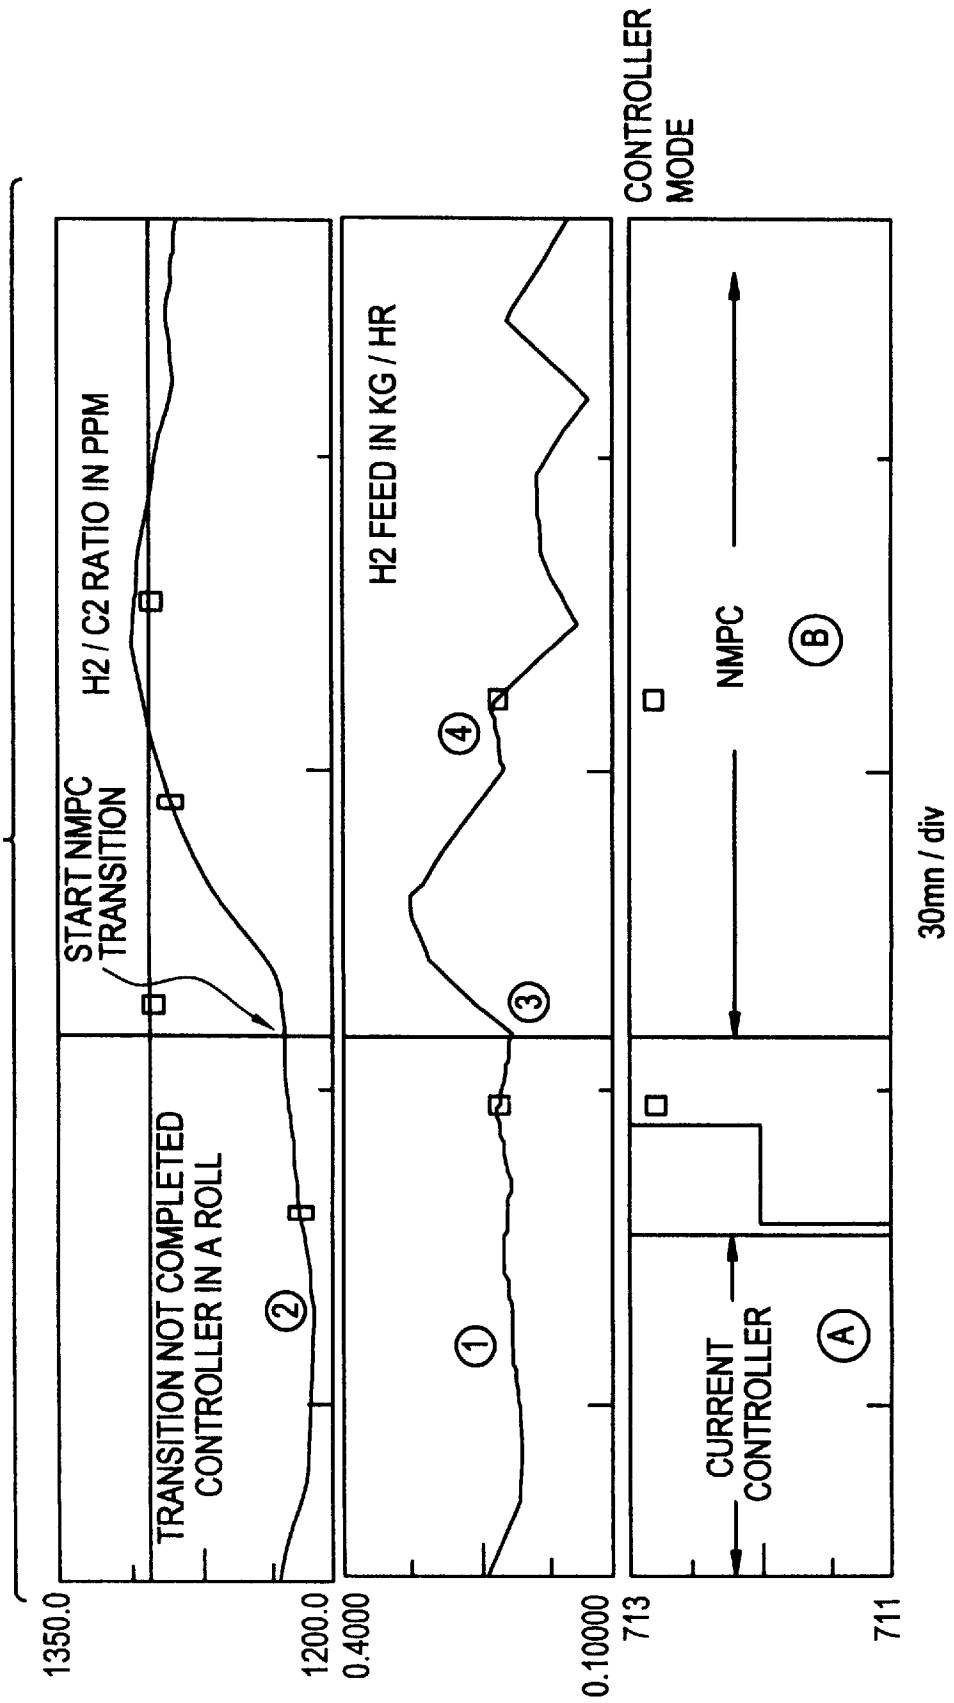 1350.0
START NMPC
TRANSITION
H2 / C2 RATIO IN PPM
TRANSITION NOT COMPLETED
CONTROLLER IN A ROLL
2
1200.0
0.4000
H2 FEED IN KG / HR
1
3
4
0.10000
713
CONTROLLER
MODE
CURRENT
CONTROLLER
NMPC
A
B
711
30mn / div